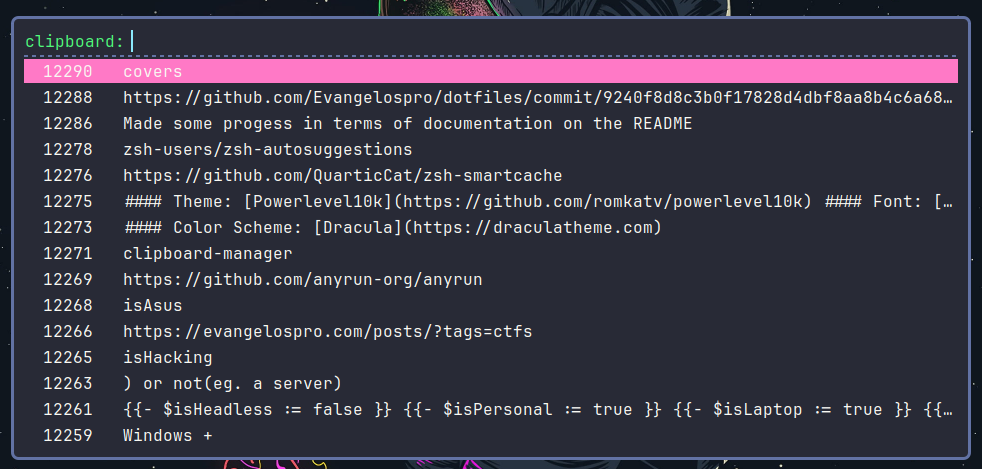 clipboard:
12290 covers
12288 https://github.com/Evangelospro/dotfiles/commit/9240f8d8c3b0f17828d4dbf8aa8b4c6a68…
12286 Made some progess in terms of documentation on the README
12278 zsh-users/zsh-autosuggestions
12276 https://github.com/QuarticCat/zsh-smartcache
12275 #### Theme: [Powerlevel10k](https://github.com/romkatv/powerlevel10k) #### Font: […
12273 #### Color Scheme: [Dracula](https://draculatheme.com)
12271 clipboard-manager
12269 https://github.com/anyrun-org/anyrun
12268 isAsus
12266 https://evangelospro.com/posts/?tags=ctfs
12265 isHacking
12263 ) or not(eg. a server)
12261 {{- $isHeadless := false }} {{- $isPersonal := true }} {{- $isLaptop := true }} {{…
12259 Windows +